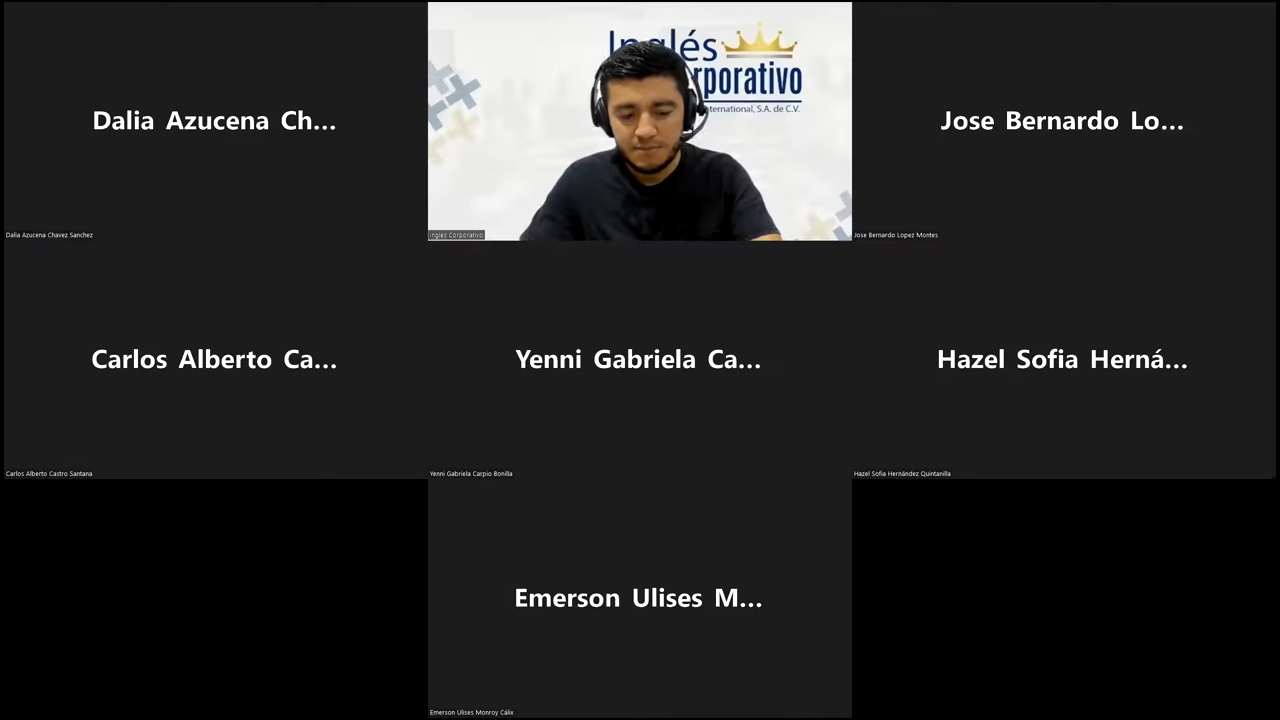 Dalia Azucena Ch...
Dalia Azucena Chavez Sanchez
Inglés
rporativo
ternational, S.A. de C.V.
Inglés Corporativo
Jose Bernardo Lo...
Jose Bernardo Lopez Montes
Carlos Alberto Ca...
Carlos Alberto Castro Santana
Yenni Gabriela Ca...
Yenni Gabriela Carpio Bonilla
Hazel Sofia Herná...
Hazel Sofia Hernández Quintanilla
Emerson Ulises M...
Emerson Ulises Monroy Cálix